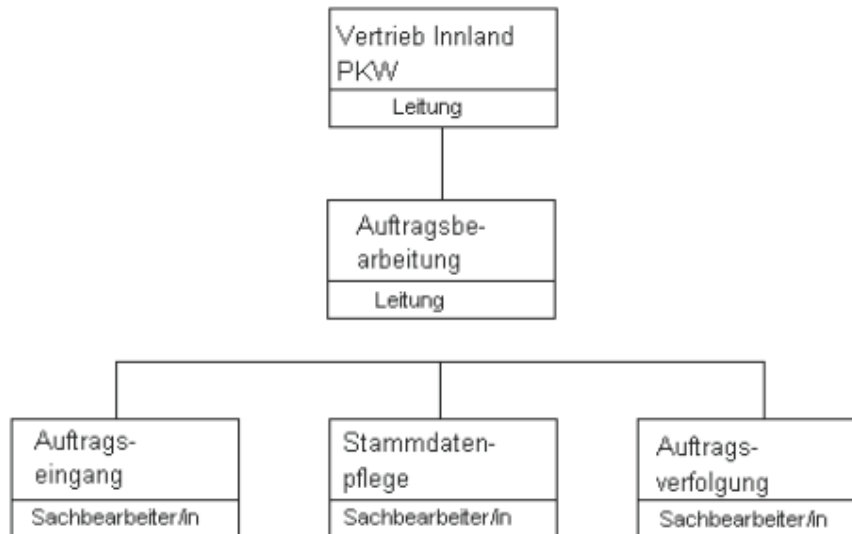 Vertrieb Innland
PKW
Leitung
Auftragsbe-
arbeitung
Leitung
Auftrags-
eingang
Sachbearbeiter/in
Stammdaten-
pflege
Sachbearbeiter/in
Auftrags-
verfolgung
Sachbearbeiter/in